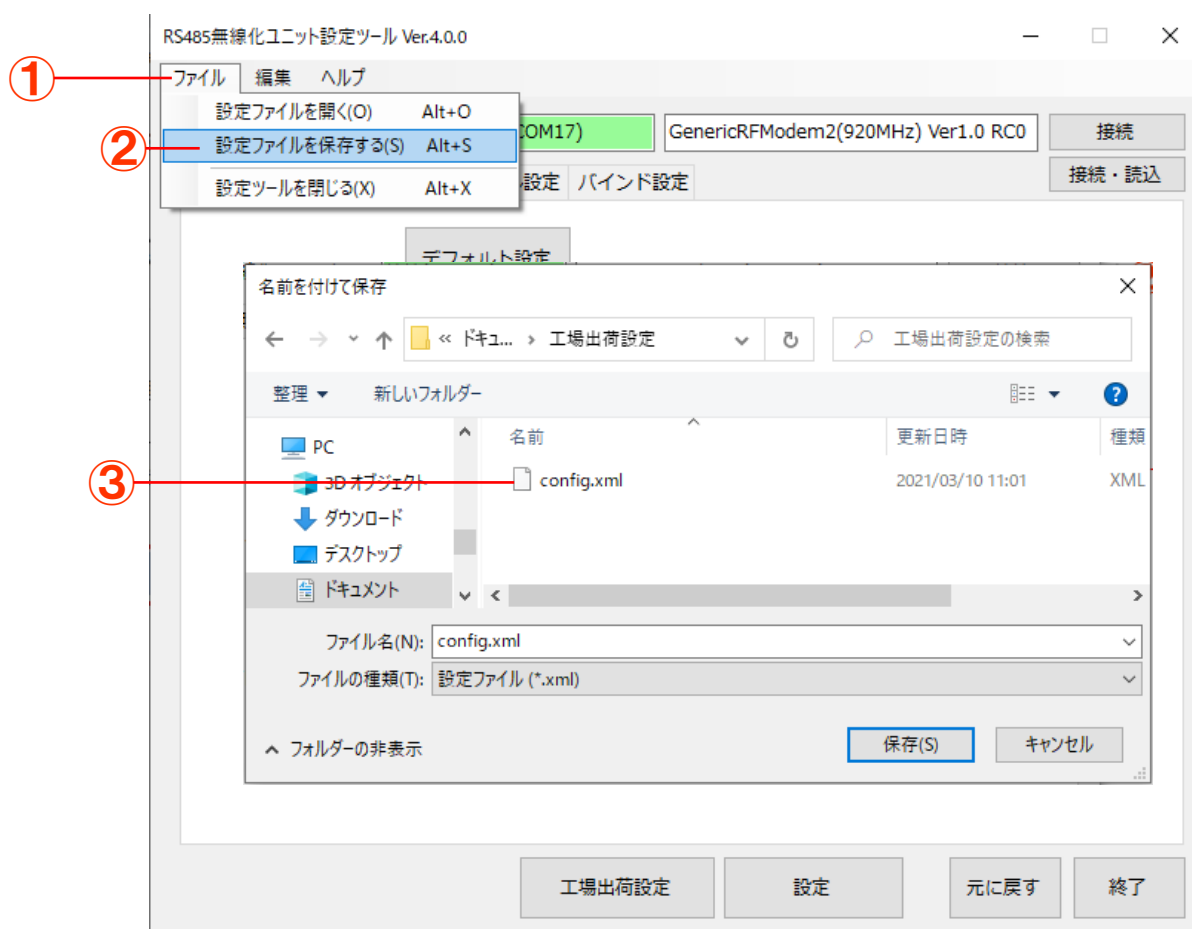 RS485無線化ユニット設定ツール Ver.4.0.0
①
ファイル 編集 ヘルプ
設定ファイルを開く(O) Alt+O
②
設定ファイルを保存する(S) Alt+S
設定ツールを閉じる(X) Alt+X
COM17) GenericRFModem2(920MHz) Ver1.0 RC0 接続
設定 バインド設定 接続・読込
デフォルト設定
名前を付けて保存
« ドキュ... › 工場出荷設定 工場出荷設定の検索
整理 新しいフォルダー
PC 名前 更新日時 種類
③
3D オブジェクト config.xml 2021/03/10 11:01 XML
ダウンロード
デスクトップ
ドキュメント
ファイル名(N): config.xml
ファイルの種類(T): 設定ファイル (*.xml)
フォルダーの非表示 保存(S) キャンセル
工場出荷設定 設定 元に戻す 終了